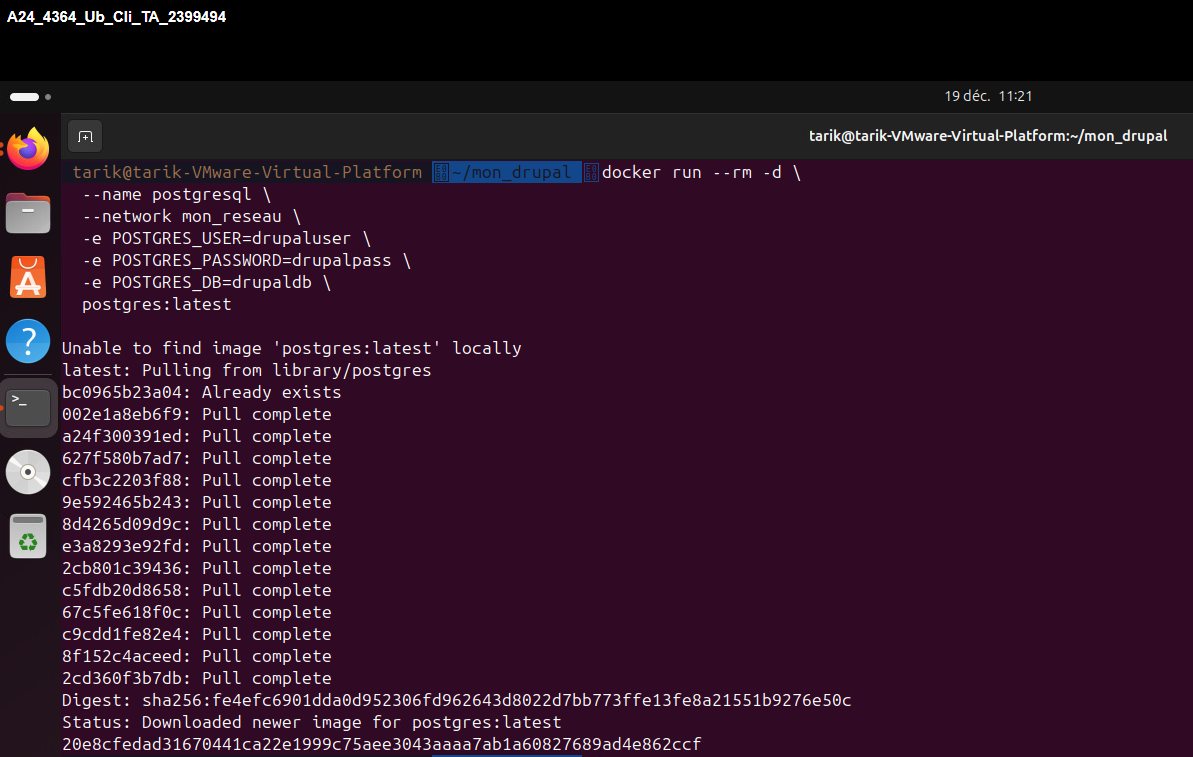 A24_4364_Ub_Cli_TA_2399494
19 déc. 11:21
tarik@tarik-VMware-Virtual-Platform:~/mon_drupal
tarik@tarik-VMware-Virtual-Platform ~/mon_drupal docker run --rm -d \
--name postgresql \
--network mon_reseau \
-e POSTGRES_USER=drupaluser \
-e POSTGRES_PASSWORD=drupalpass \
-e POSTGRES_DB=drupaldb \
postgres:latest
Unable to find image 'postgres:latest' locally
latest: Pulling from library/postgres
bc0965b23a04: Already exists
002e1a8eb6f9: Pull complete
a24f300391ed: Pull complete
627f580b7ad7: Pull complete
cfb3c2203f88: Pull complete
9e592465b243: Pull complete
8d4265d09d9c: Pull complete
e3a8293e92fd: Pull complete
2cb801c39436: Pull complete
c5fdb20d8658: Pull complete
67c5fe618f0c: Pull complete
c9cdd1fe82e4: Pull complete
8f152c4aceed: Pull complete
2cd360f3b7db: Pull complete
Digest: sha256:fe4efc6901dda0d952306fd962643d8022d7bb773ffe13fe8a21551b9276e50c
Status: Downloaded newer image for postgres:latest
20e8cfedad31670441ca22e1999c75aee3043aaaa7ab1a60827689ad4e862ccf